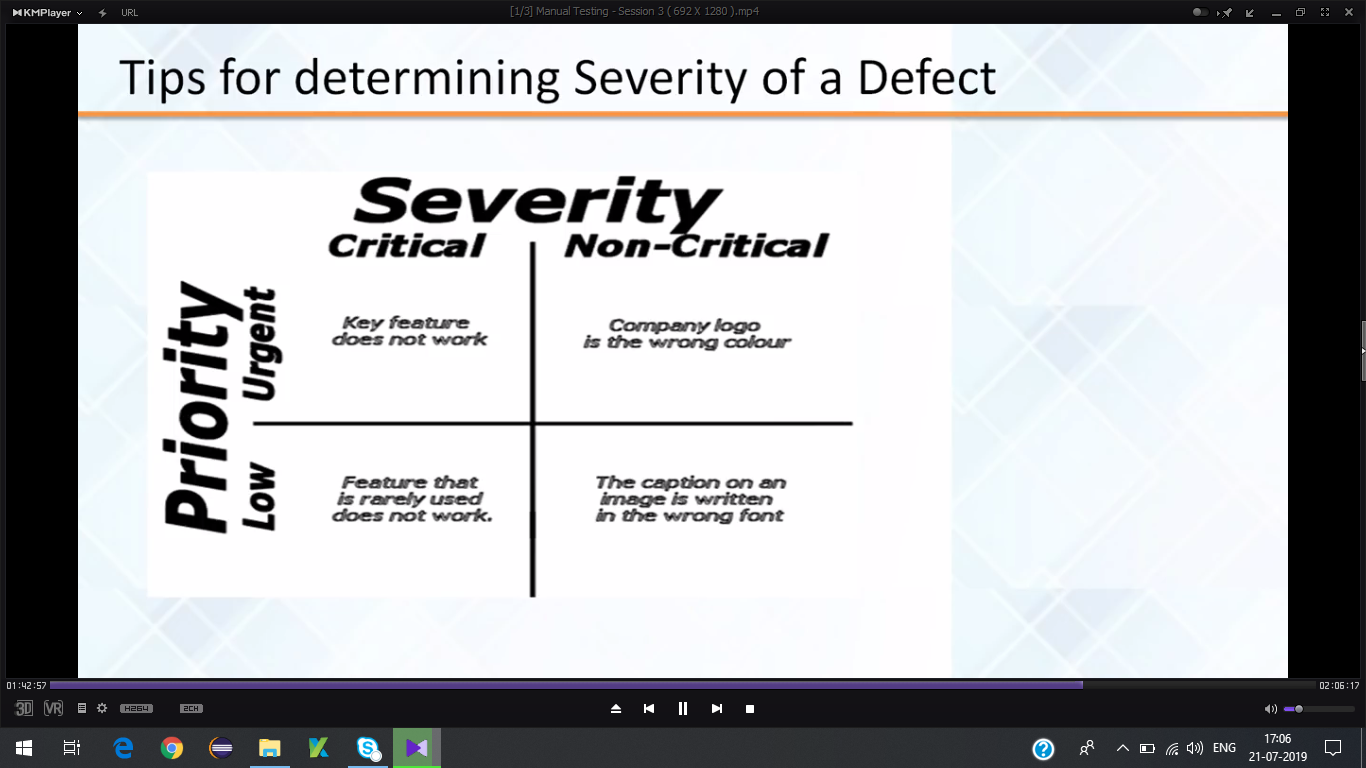 KMPlayer
URL
[1/3] Manual Testing - Session 3 ( 692 X 1280 ).mp4
Tips for determining Severity of a Defect
Severity
Critical
Non-Critical
Priority
Urgent
Low
Key feature
does not work
Company logo
is the wrong colour
Feature that
is rarely used
does not work.
The caption on an
image is written
in the wrong font
01:42:57
02:06:17
3D
VR
H264
2CH
ENG
17:06
21-07-2019